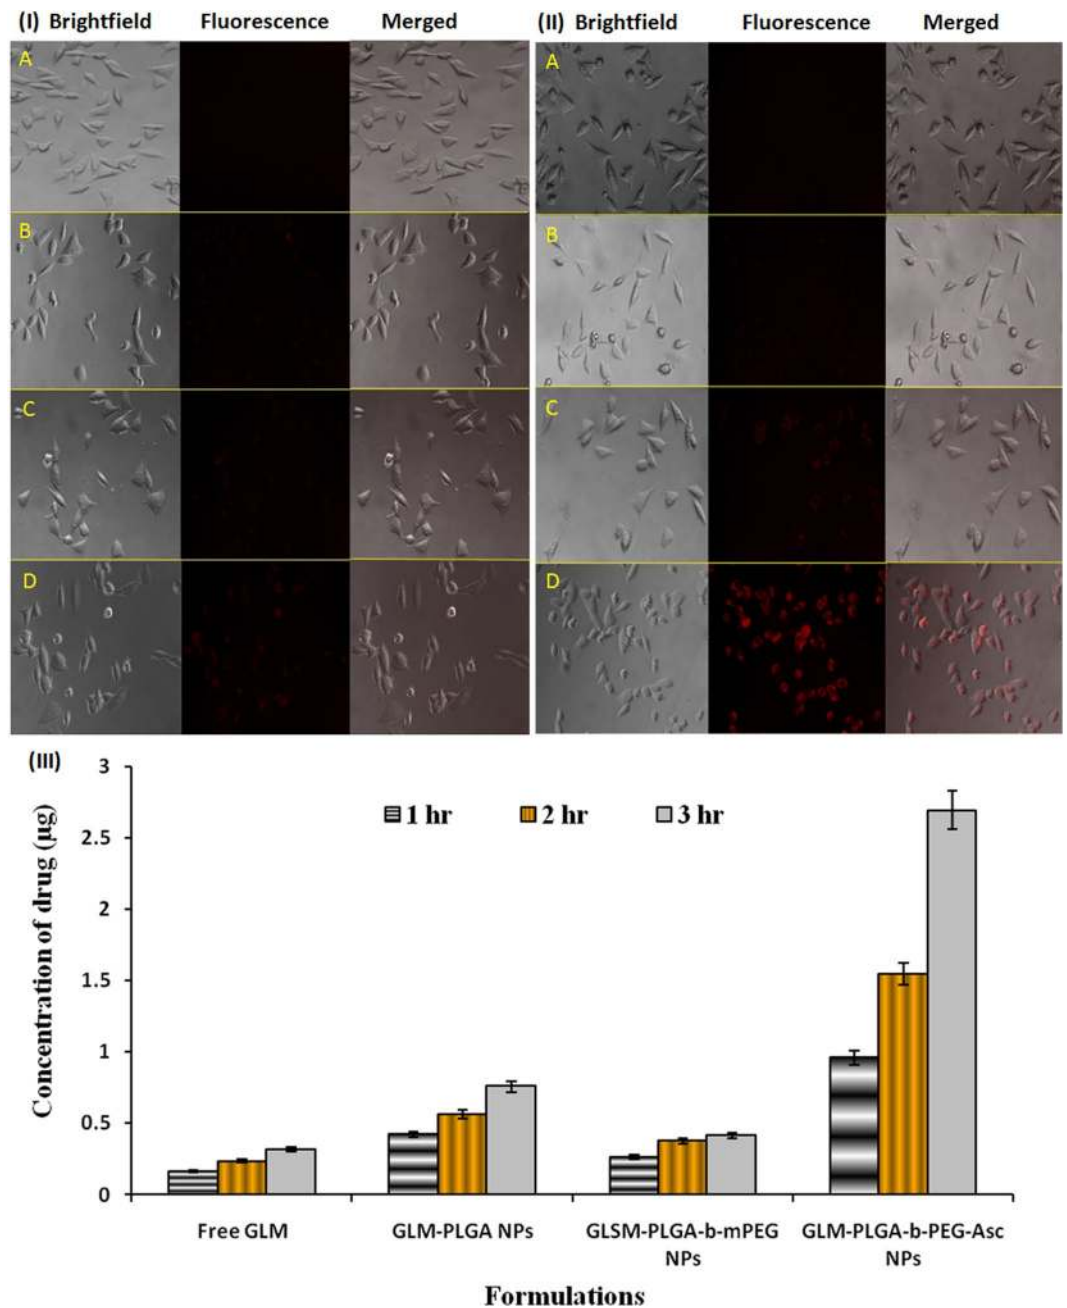 (I) Brightfield Fluorescence Merged (II) Brightfield Fluorescence Merged
A A
B B
C C
D D
(III)
3
2.5
2
1.5
1
0.5
0
Concentration of drug (µg)
1 hr 2 hr 3 hr
Free GLM GLM-PLGA NPs GLSM-PLGA-b-mPEG GLM-PLGA-b-PEG-Asc
NPs NPs
Formulations